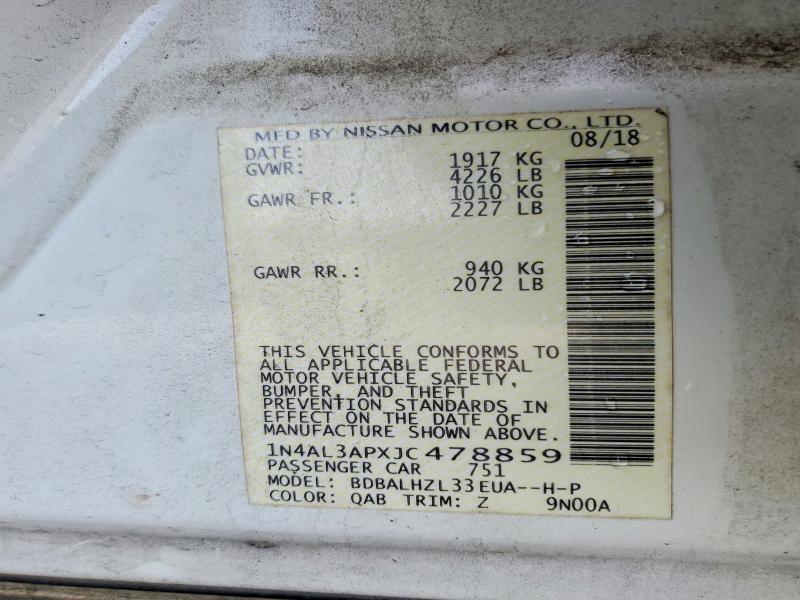 MFD BY NISSAN MOTOR CO., LTD.
DATE: 08/18
GVWR: 1917 KG
4226 LB
GAWR FR.: 1010 KG
2227 LB
GAWR RR.: 940 KG
2072 LB
THIS VEHICLE CONFORMS TO
ALL APPLICABLE FEDERAL
MOTOR VEHICLE SAFETY,
BUMPER, AND THEFT
PREVENTION STANDARDS IN
EFFECT ON THE DATE OF
MANUFACTURE SHOWN ABOVE.
1N4AL3APXJC478859
PASSENGER CAR 751
MODEL: BDBALHZL33EUA--H-P
COLOR: QAB TRIM: Z 9N00A